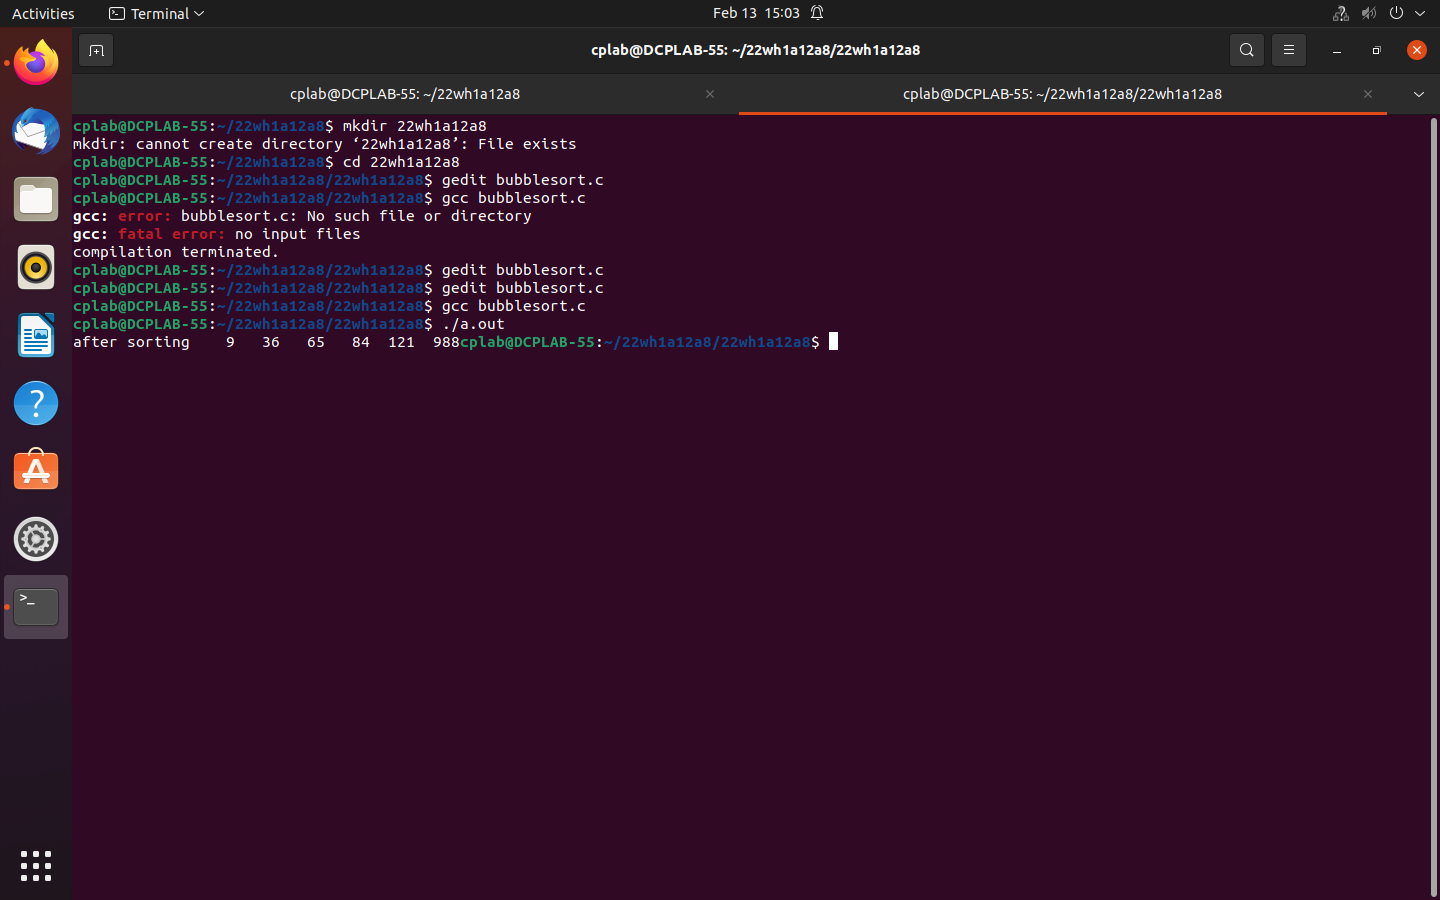 Activities
Terminal
Feb 13 15:03
cplab@DCPLAB-55: ~/22wh1a12a8/22wh1a12a8
cplab@DCPLAB-55: ~/22wh1a12a8
cplab@DCPLAB-55: ~/22wh1a12a8/22wh1a12a8
cplab@DCPLAB-55:~/22wh1a12a8$ mkdir 22wh1a12a8
mkdir: cannot create directory ‘22wh1a12a8’: File exists
cplab@DCPLAB-55:~/22wh1a12a8$ cd 22wh1a12a8
cplab@DCPLAB-55:~/22wh1a12a8/22wh1a12a8$ gedit bubblesort.c
cplab@DCPLAB-55:~/22wh1a12a8/22wh1a12a8$ gcc bubblesort.c
gcc: error: bubblesort.c: No such file or directory
gcc: fatal error: no input files
compilation terminated.
cplab@DCPLAB-55:~/22wh1a12a8/22wh1a12a8$ gedit bubblesort.c
cplab@DCPLAB-55:~/22wh1a12a8/22wh1a12a8$ gedit bubblesort.c
cplab@DCPLAB-55:~/22wh1a12a8/22wh1a12a8$ gcc bubblesort.c
cplab@DCPLAB-55:~/22wh1a12a8/22wh1a12a8$ ./a.out
after sorting    9   36   65   84  121  988cplab@DCPLAB-55:~/22wh1a12a8/22wh1a12a8$